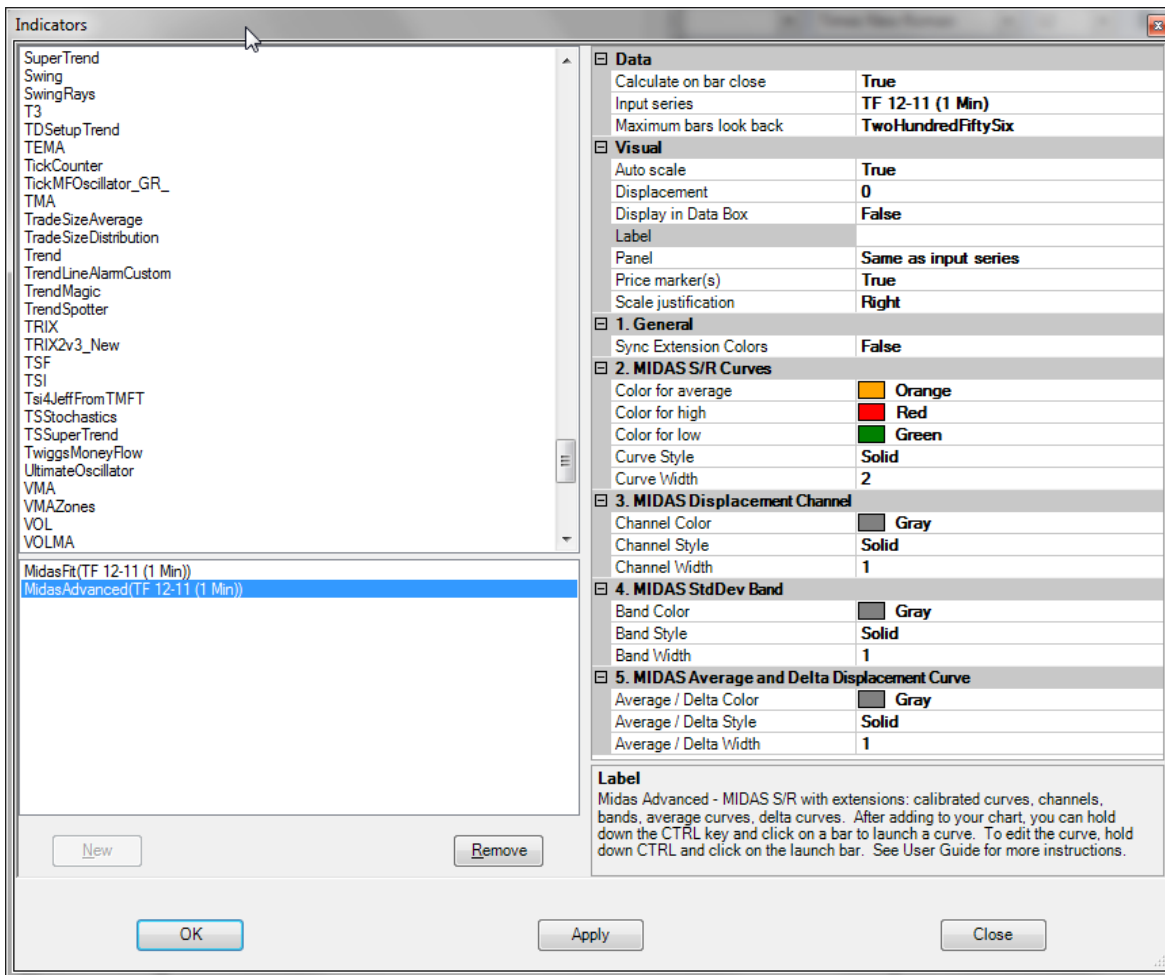 Indicators
SuperTrend
Swing
SwingRays
T3
TDSetupTrend
TEMA
TickCounter
TickMFOscillator_GR_
TMA
TradeSizeAverage
TradeSizeDistribution
Trend
TrendLineAlarmCustom
TrendMagic
TrendSpotter
TRIX
TRIX2v3_New
TSF
TSI
Tsi4JeffFromTMFT
TSStochastics
TSSuperTrend
TwiggsMoneyFlow
UltimateOscillator
VMA
VMAZones
VOL
VOLMA
MidasFit(TF 12-11 (1 Min))
MidasAdvanced(TF 12-11 (1 Min))
New
Remove
Data
Calculate on bar close True
Input series TF 12-11 (1 Min)
Maximum bars look back TwoHundredFiftySix
Visual
Auto scale True
Displacement 0
Display in Data Box False
Label
Panel Same as input series
Price marker(s) True
Scale justification Right
1. General
Sync Extension Colors False
2. MIDAS S/R Curves
Color for average Orange
Color for high Red
Color for low Green
Curve Style Solid
Curve Width 2
3. MIDAS Displacement Channel
Channel Color Gray
Channel Style Solid
Channel Width 1
4. MIDAS StdDev Band
Band Color Gray
Band Style Solid
Band Width 1
5. MIDAS Average and Delta Displacement Curve
Average / Delta Color Gray
Average / Delta Style Solid
Average / Delta Width 1
Label
Midas Advanced - MIDAS S/R with extensions: calibrated curves, channels,
bands, average curves, delta curves. After adding to your chart, you can hold
down the CTRL key and click on a bar to launch a curve. To edit the curve, hold
down CTRL and click on the launch bar. See User Guide for more instructions.
OK
Apply
Close